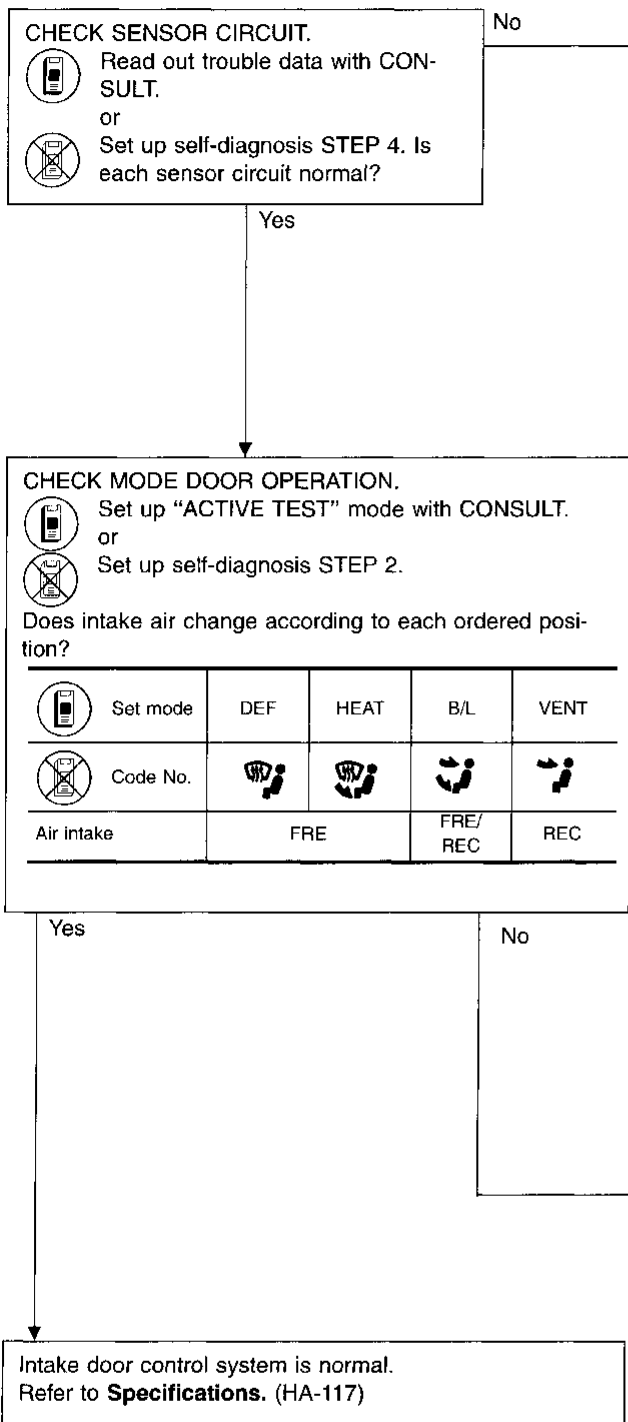 CHECK SENSOR CIRCUIT.
Read out trouble data with CON-
SULT.
or
Set up self-diagnosis STEP 4. Is
each sensor circuit normal?
No
Yes
CHECK MODE DOOR OPERATION.
Set up "ACTIVE TEST" mode with CONSULT.
or
Set up self-diagnosis STEP 2.
Does intake air change according to each ordered posi-
tion?
Set mode DEF HEAT B/L VENT
Code No.
Air intake FRE FRE/ REC
REC
Yes
No
Intake door control system is normal.
Refer to Specifications. (HA-117)